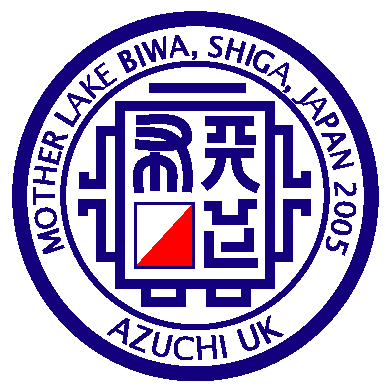 MOTHER LAKE BIWA, SHIGA, JAPAN 2005
AZUCHI UK